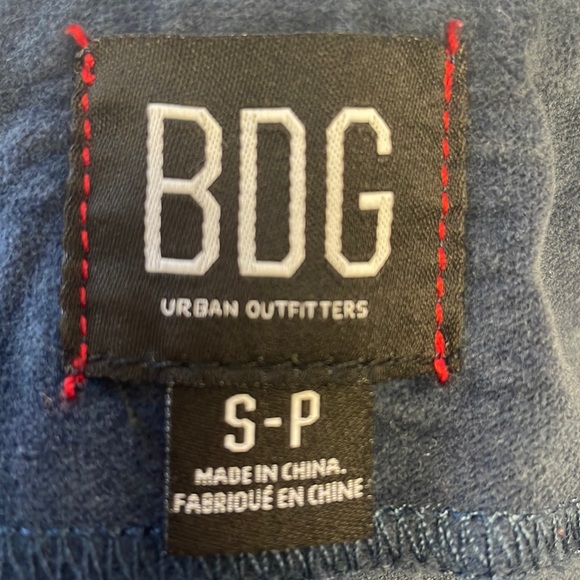 BDG
URBAN OUTFITTERS
S-P
MADE IN CHINA.
FABRIQUÉ EN CHINE